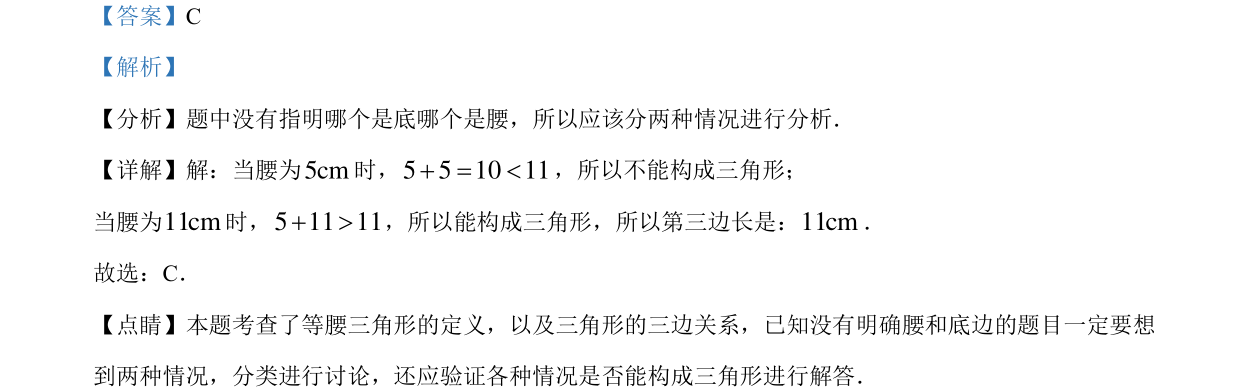 【答案】C
【解析】
【分析】题中没有指明哪个是底哪个是腰，所以应该分两种情况进行分析．
【详解】解：当腰为5cm时，5+5=10<11，所以不能构成三角形；
当腰为11cm时，5+11>11，所以能构成三角形，所以第三边长是：11cm．
故选：C．
【点睛】本题考查了等腰三角形的定义，以及三角形的三边关系，已知没有明确腰和底边的题目一定要想
到两种情况，分类进行讨论，还应验证各种情况是否能构成三角形进行解答．